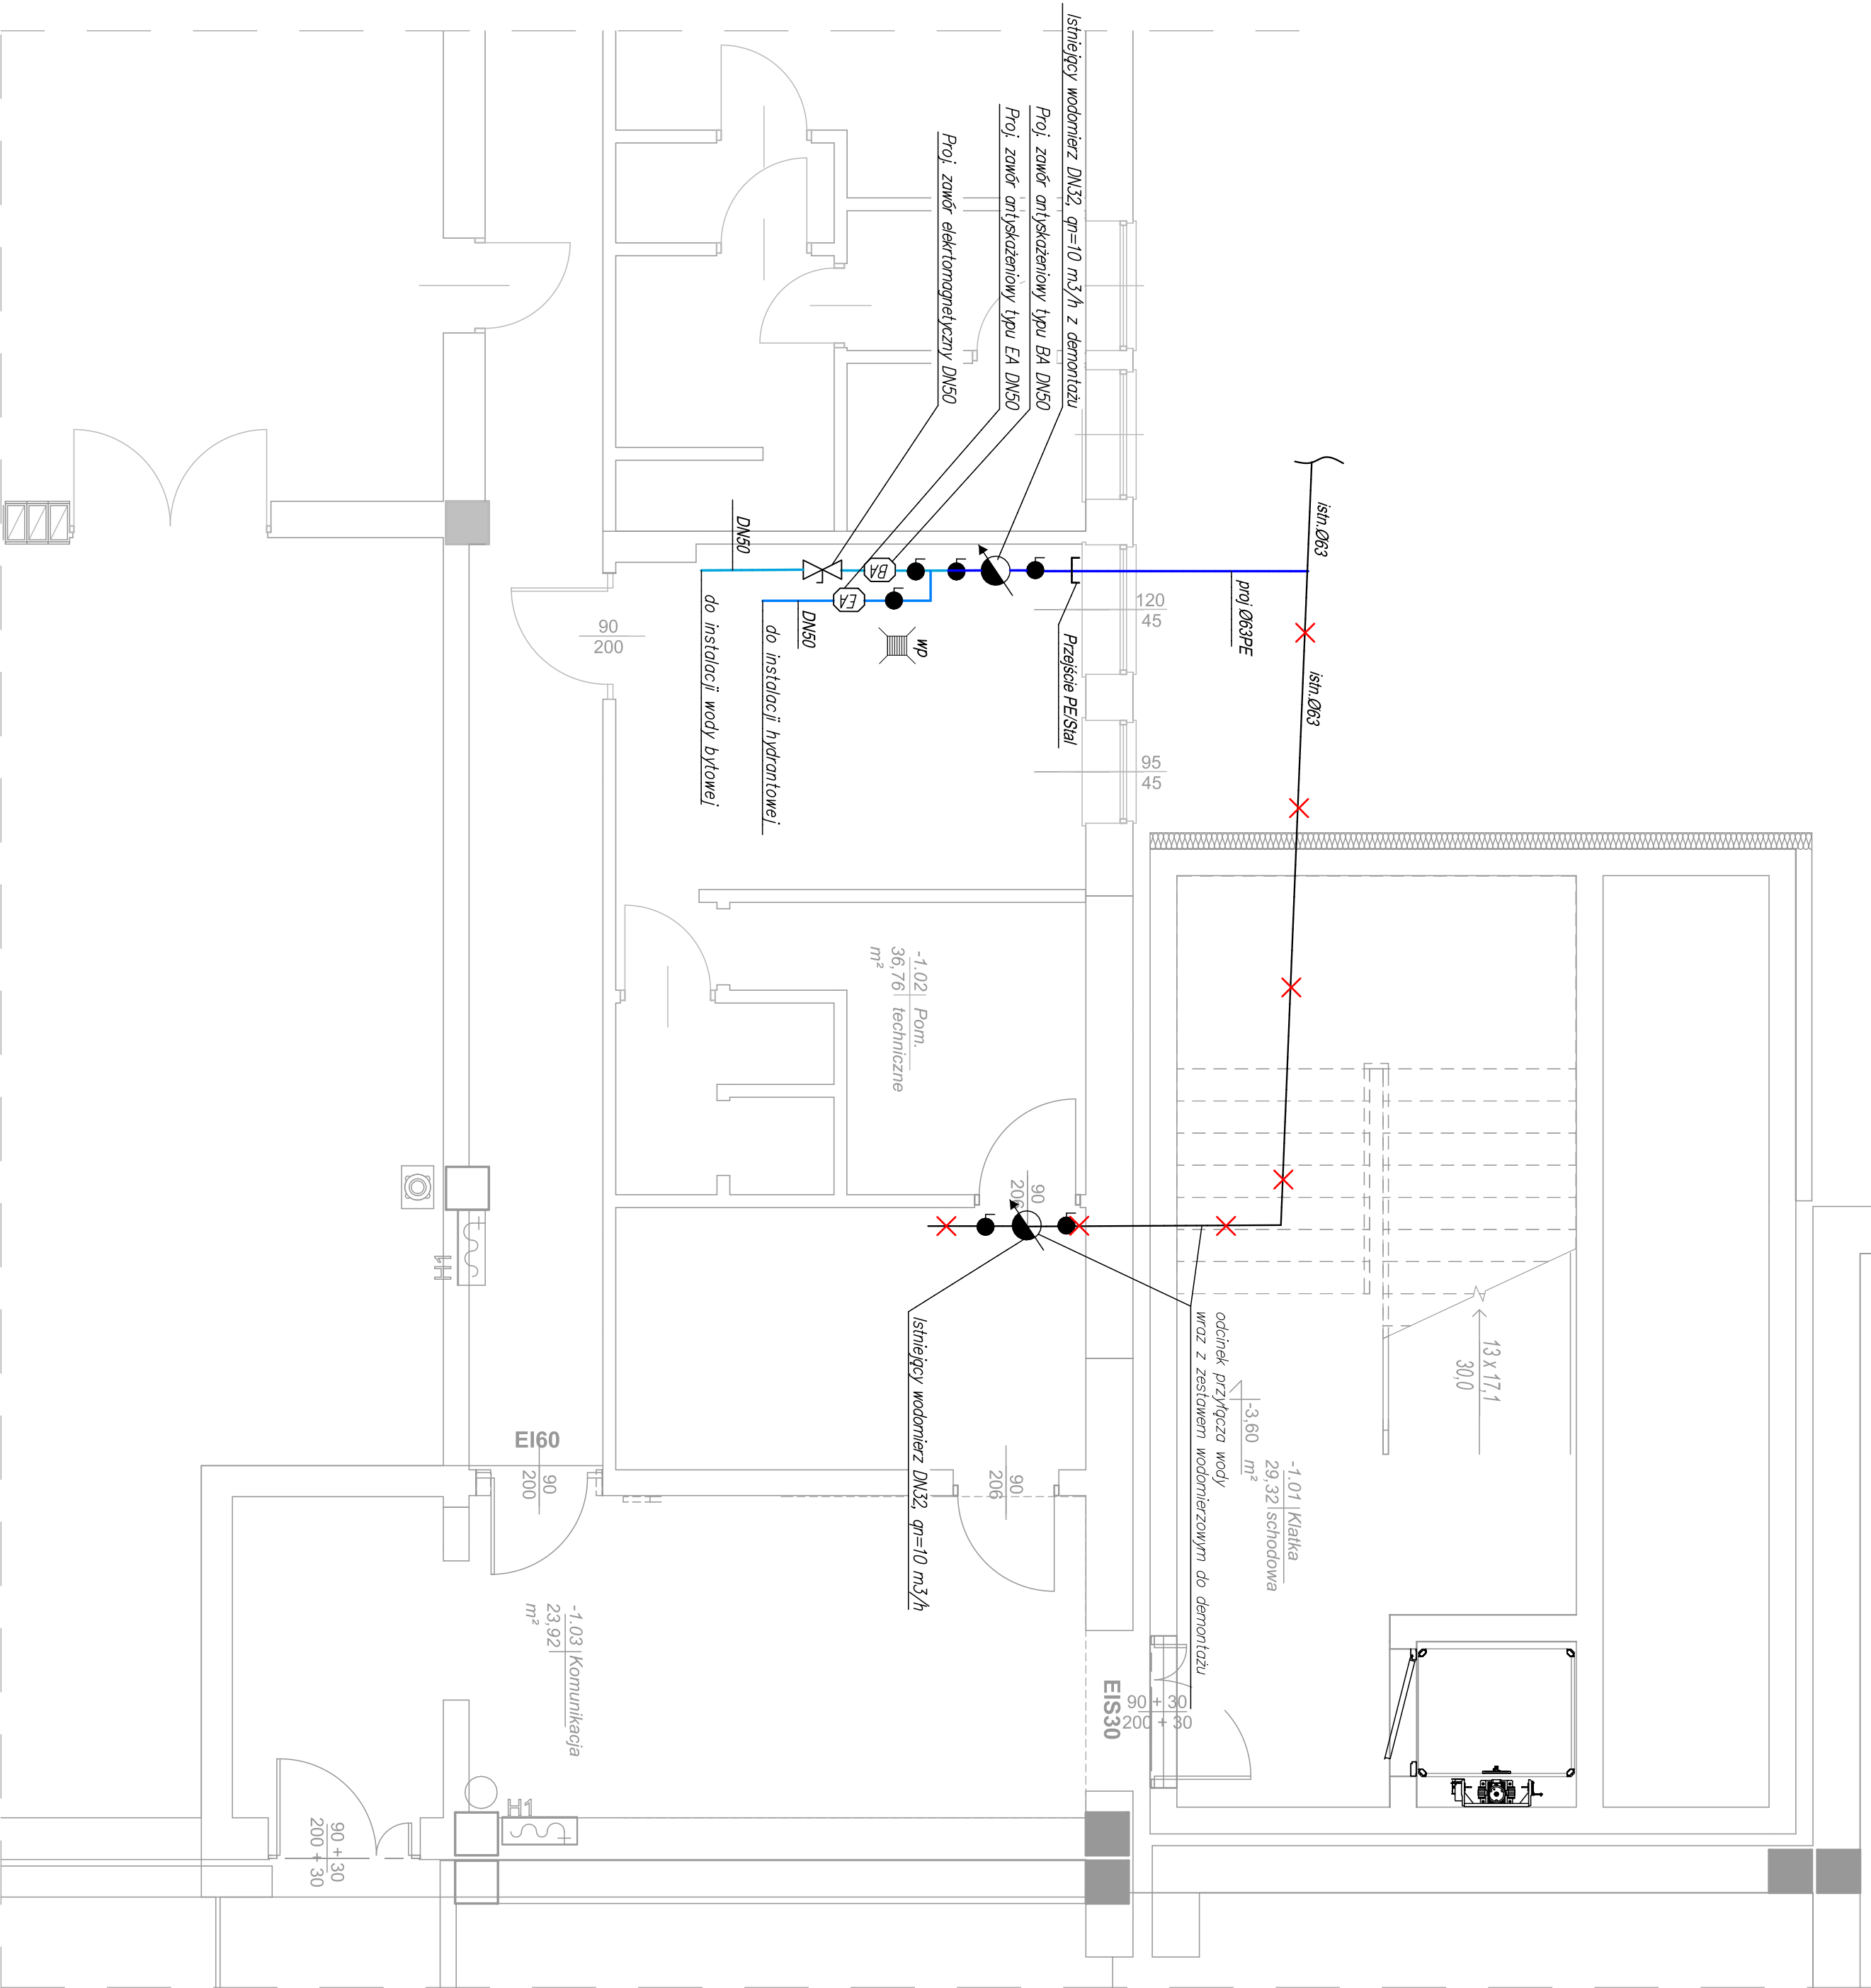 Istniejący wodomierz DN32, qn=10 m3/h z demontażu
Proj. zawór antyskażeniowy typu BA DN50
Proj. zawór antyskażeniowy typu EA DN50
Proj. zawór elekrtomagnetyczny DN50
istn.Ø63
istn.Ø63
proj Ø63PE
Przejście PE/Stal
DN50
BA
EA
DN50
wp
do instalacji wody bytowej
do instalacji hydrantowej
90
200
120
45
95
45
-1.02 Pom.
36,76 techniczne
m²
90
206
H1
Istniejący wodomierz DN32, qn=10 m3/h
odcinek przyłącza wody
wraz z zestawem wodomierzowym do demontażu
13 x 17,1
30,0
-3,60
-1.01 Klatka
29,32 schodowa
m²
EI60
90
200
90
206
-1.03 Komunikacja
23,92
m²
EIS30
90 + 30
200 + 30
H1
90 + 30
200 + 30